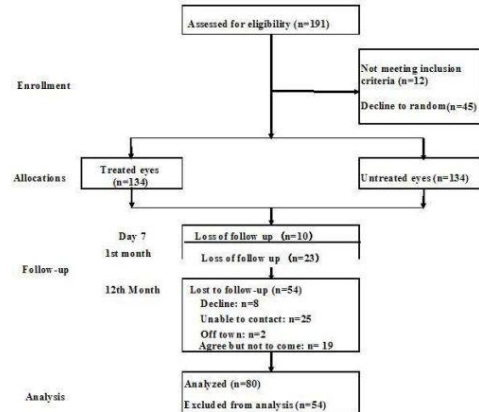 Assessed for eligibility (n=191)
Enrollment
Not meeting inclusion
criteria (n=12)
Decline to random(n=45)
Allocations
Treated eyes
(n=134)
Untreated eyes (n=134)
Follow-up
Day 7
Loss of follow up (n=10)
1st month
Loss of follow up (n=23)
12th Month
Lost to follow-up (n=54)
Decline: n=8
Unable to contact: n=25
Off town: n=2
Agree but not to come: n= 19
Analysis
Analyzed (n=80)
Excluded from analysis (n=54)